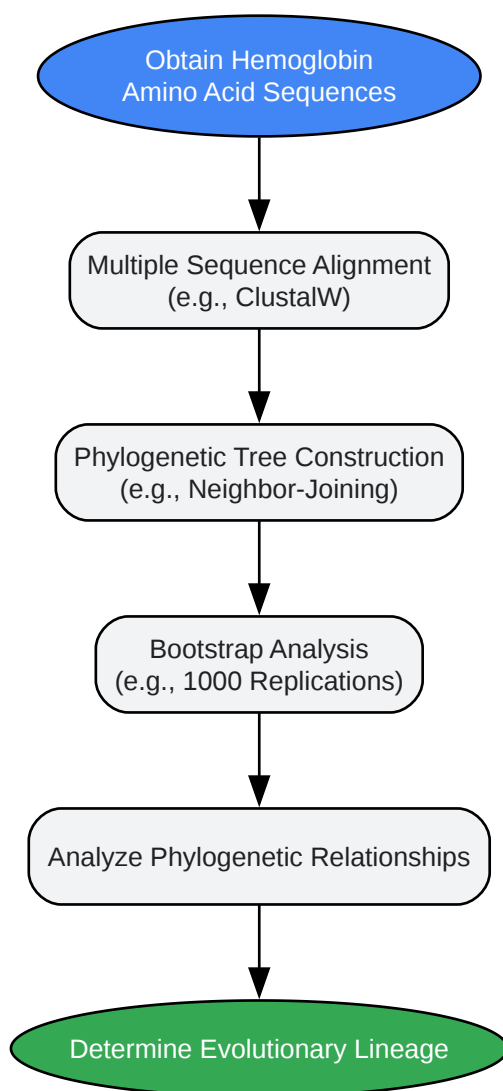 Obtain Hemoglobin
Amino Acid Sequences
Multiple Sequence Alignment
(e.g., ClustalW)
Phylogenetic Tree Construction
(e.g., Neighbor-Joining)
Bootstrap Analysis
(e.g., 1000 Replications)
Analyze Phylogenetic Relationships
Determine Evolutionary Lineage